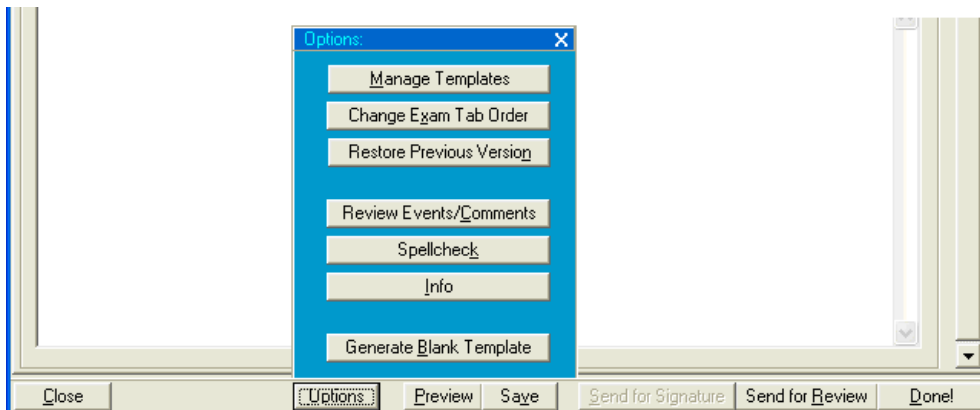 Options:
X
Manage Templates
Change Exam Tab Order
Restore Previous Version
Review Events/Comments
Spellcheck
Info
Generate Blank Template
Close Options Preview Save Send for Signature Send for Review Done!